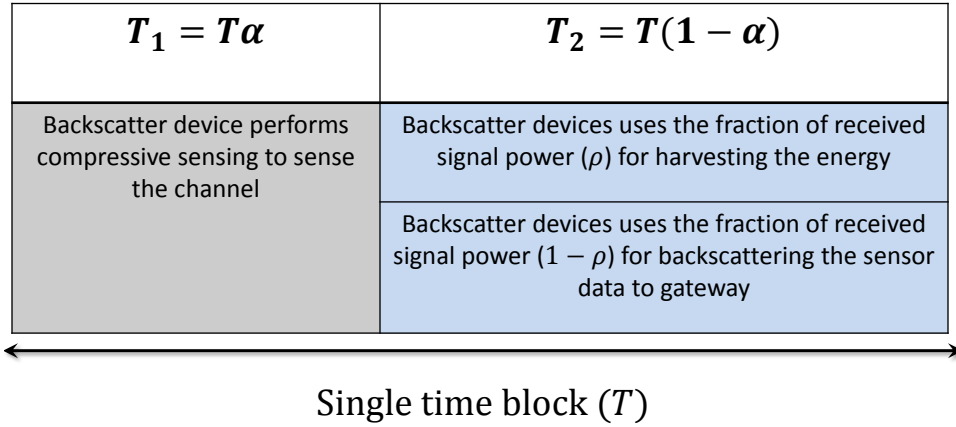 T₁ = Tα
T₂ = T(1 − α)
Backscatter device performs
compressive sensing to sense
the channel
Backscatter devices uses the fraction of received
signal power (ρ) for harvesting the energy
Backscatter devices uses the fraction of received
signal power (1 − ρ) for backscattering the sensor
data to gateway
Single time block (T)